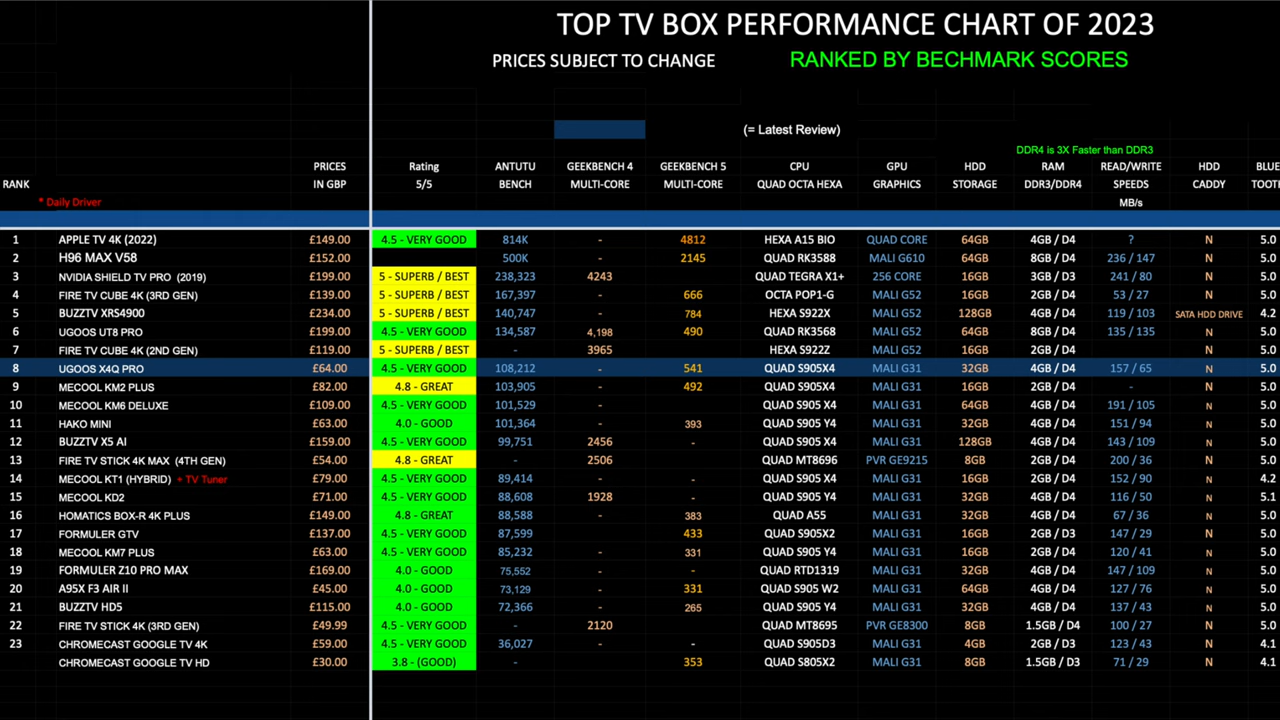 TOP TV BOX PERFORMANCE CHART OF 2023
PRICES SUBJECT TO CHANGE RANKED BY BECHMARK SCORES
(= Latest Review)
DDR4 is 3X Faster than DDR3
PRICES Rating ANTUTU GEEKBENCH 4 GEEKBENCH 5 CPU GPU HDD RAM READ/WRITE HDD BLUE
RANK IN GBP 5/5 BENCH MULTI-CORE MULTI-CORE QUAD OCTA HEXA GRAPHICS STORAGE DDR3/DDR4 SPEEDS CADDY TOOTH
* Daily Driver MB/s
1 APPLE TV 4K (2022) £149.00 4.5 - VERY GOOD 814K - 4812 HEXA A15 BIO QUAD CORE 64GB 4GB / D4 ? N 5.0
2 H96 MAX V58 £152.00 500K 2145 QUAD RK3588 MALI G610 64GB 8GB / D4 236 / 147 N 5.0
3 NVIDIA SHIELD TV PRO (2019) £199.00 5 - SUPERB / BEST 238,323 4243 QUAD TEGRA X1+ 256 CORE 16GB 3GB / D3 241 / 80 N 5.0
4 FIRE TV CUBE 4K (3RD GEN) £139.00 5 - SUPERB / BEST 167,397 - 666 OCTA POP1-G MALI G52 16GB 2GB / D4 53 / 27 N 5.0
5 BUZZTV XRS4900 £234.00 5 - SUPERB / BEST 140,747 - 784 HEXA S922X MALI G52 128GB 4GB / D4 119 / 103 SATA HDD DRIVE 4.2
6 UGOOS UT8 PRO £199.00 4.5 - VERY GOOD 134,587 4,198 490 QUAD RK3568 MALI G52 64GB 8GB / D4 135 / 135 N 5.0
7 FIRE TV CUBE 4K (2ND GEN) £119.00 5 - SUPERB / BEST - 3965 HEXA S922Z MALI G52 16GB 2GB / D4 N 5.0
8 UGOOS X4Q PRO £64.00 4.5 - VERY GOOD 108,212 - 541 QUAD S905X4 MALI G31 32GB 4GB / D4 157 / 65 N 5.0
9 MECOOL KM2 PLUS £82.00 4.8 - GREAT 103,905 - 492 QUAD S905 X4 MALI G31 16GB 2GB / D4 - N 5.0
10 MECOOL KM6 DELUXE £109.00 4.5 - VERY GOOD 101,529 - QUAD S905 X4 MALI G31 64GB 4GB / D4 191 / 105 N 5.0
11 HAKO MINI £63.00 4.0 - GOOD 101,364 - 393 QUAD S905 Y4 MALI G31 16GB 2GB / D4 151 / 94 N 5.0
12 BUZZTV X5 AI £159.00 4.5 - VERY GOOD 99,751 2456 - QUAD S905 X4 MALI G31 128GB 4GB / D4 143 / 109 N 5.0
13 FIRE TV STICK 4K MAX (4TH GEN) £54.00 4.8 - GREAT - 2506 QUAD MT8696 PVR GE9215 8GB 2GB / D4 200 / 36 N 5.0
14 MECOOL KT1 (HYBRID) + TV Tuner £79.00 4.5 - VERY GOOD 89,414 - - QUAD S905 X4 MALI G31 16GB 2GB / D4 152 / 90 N 4.2
15 MECOOL KD2 £71.00 4.5 - VERY GOOD 88,608 1928 - QUAD S905 Y4 MALI G31 32GB 4GB / D4 116 / 50 N 5.1
16 HOMATICS BOX-R 4K PLUS £149.00 4.8 - GREAT 88,588 - 383 QUAD A55 MALI G31 32GB 4GB / D4 67 / 36 N 5.0
17 FORMULER GTV £137.00 4.5 - VERY GOOD 87,599 - 433 QUAD S905X2 MALI G31 32GB 2GB / D3 147 / 29 N 5.0
18 MECOOL KM7 PLUS £63.00 4.5 - VERY GOOD 85,232 - 331 QUAD S905 Y4 MALI G31 16GB 2GB / D4 120 / 41 N 5.0
19 FORMULER Z10 PRO MAX £169.00 4.0 - GOOD 75,552 - - QUAD RTD1319 MALI G31 32GB 4GB / D4 147 / 109 N 5.0
20 A95X F3 AIR II £45.00 4.0 - GOOD 73,129 - 331 QUAD S905 W2 MALI G31 64GB 4GB / D4 127 / 76 N 5.0
21 BUZZTV HD5 £115.00 4.0 - GOOD 72,366 - 265 QUAD S905 Y4 MALI G31 32GB 4GB / D4 137 / 43 N 5.0
22 FIRE TV STICK 4K (3RD GEN) £49.99 4.5 - VERY GOOD - 2120 QUAD MT8695 PVR GE8300 8GB 1.5GB / D4 100 / 27 N 5.0
23 CHROMECAST GOOGLE TV 4K £59.00 4.5 - VERY GOOD 36,027 - - QUAD S905D3 MALI G31 4GB 2GB / D3 123 / 43 N 4.1
CHROMECAST GOOGLE TV HD £30.00 3.8 - (GOOD) - 353 QUAD S805X2 MALI G31 8GB 1.5GB / D3 71 / 29 N 4.1